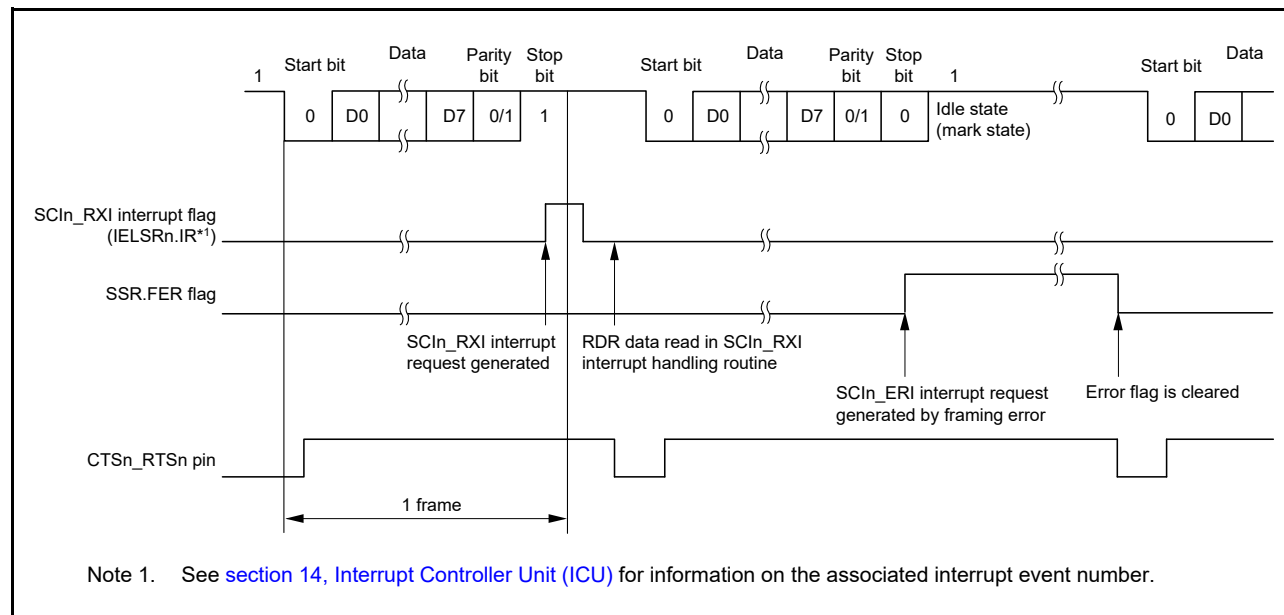 Data Parity Stop Data
Start bit bit bit Start bit Data Parity Stop
1 bit bit 1 Start bit Data
0 D0 D7 0/1 1 0 D0 D7 0/1 0 Idle state 0 D0
(mark state)
SCIn_RXI interrupt flag
(IELSRn.IR*1)
SSR.FER flag
SCIn_RXI interrupt RDR data read in SCIn_RXI
request generated interrupt handling routine
SCIn_ERI interrupt request Error flag is cleared
generated by framing error
CTSn_RTSn pin
1 frame
Note 1. See section 14, Interrupt Controller Unit (ICU) for information on the associated interrupt event number.